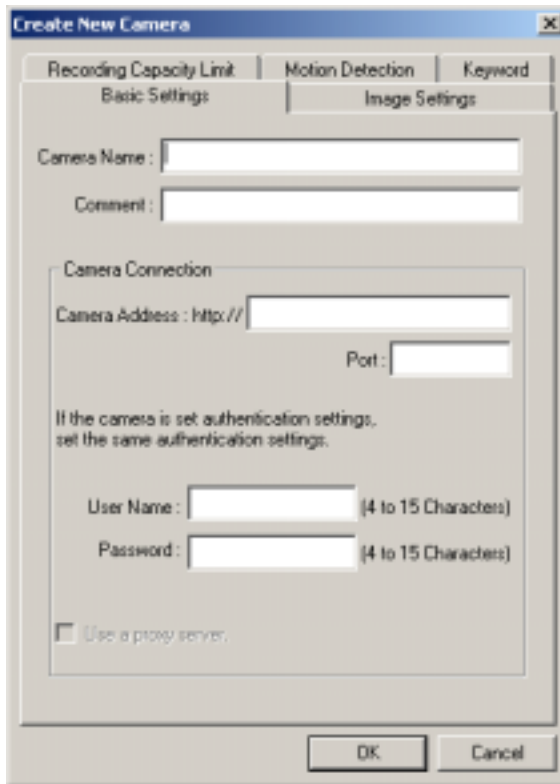 Create New Camera
Recording Capacity Limit
Motion Detection
Keyword
Basic Settings
Image Settings
Camera Name :
Comment :
Camera Connection
Camera Address : http://
Port :
If the camera is set authentication settings,
set the same authentication settings.
User Name :
(4 to 15 Characters)
Password :
(4 to 15 Characters)
Use a proxy server.
OK
Cancel